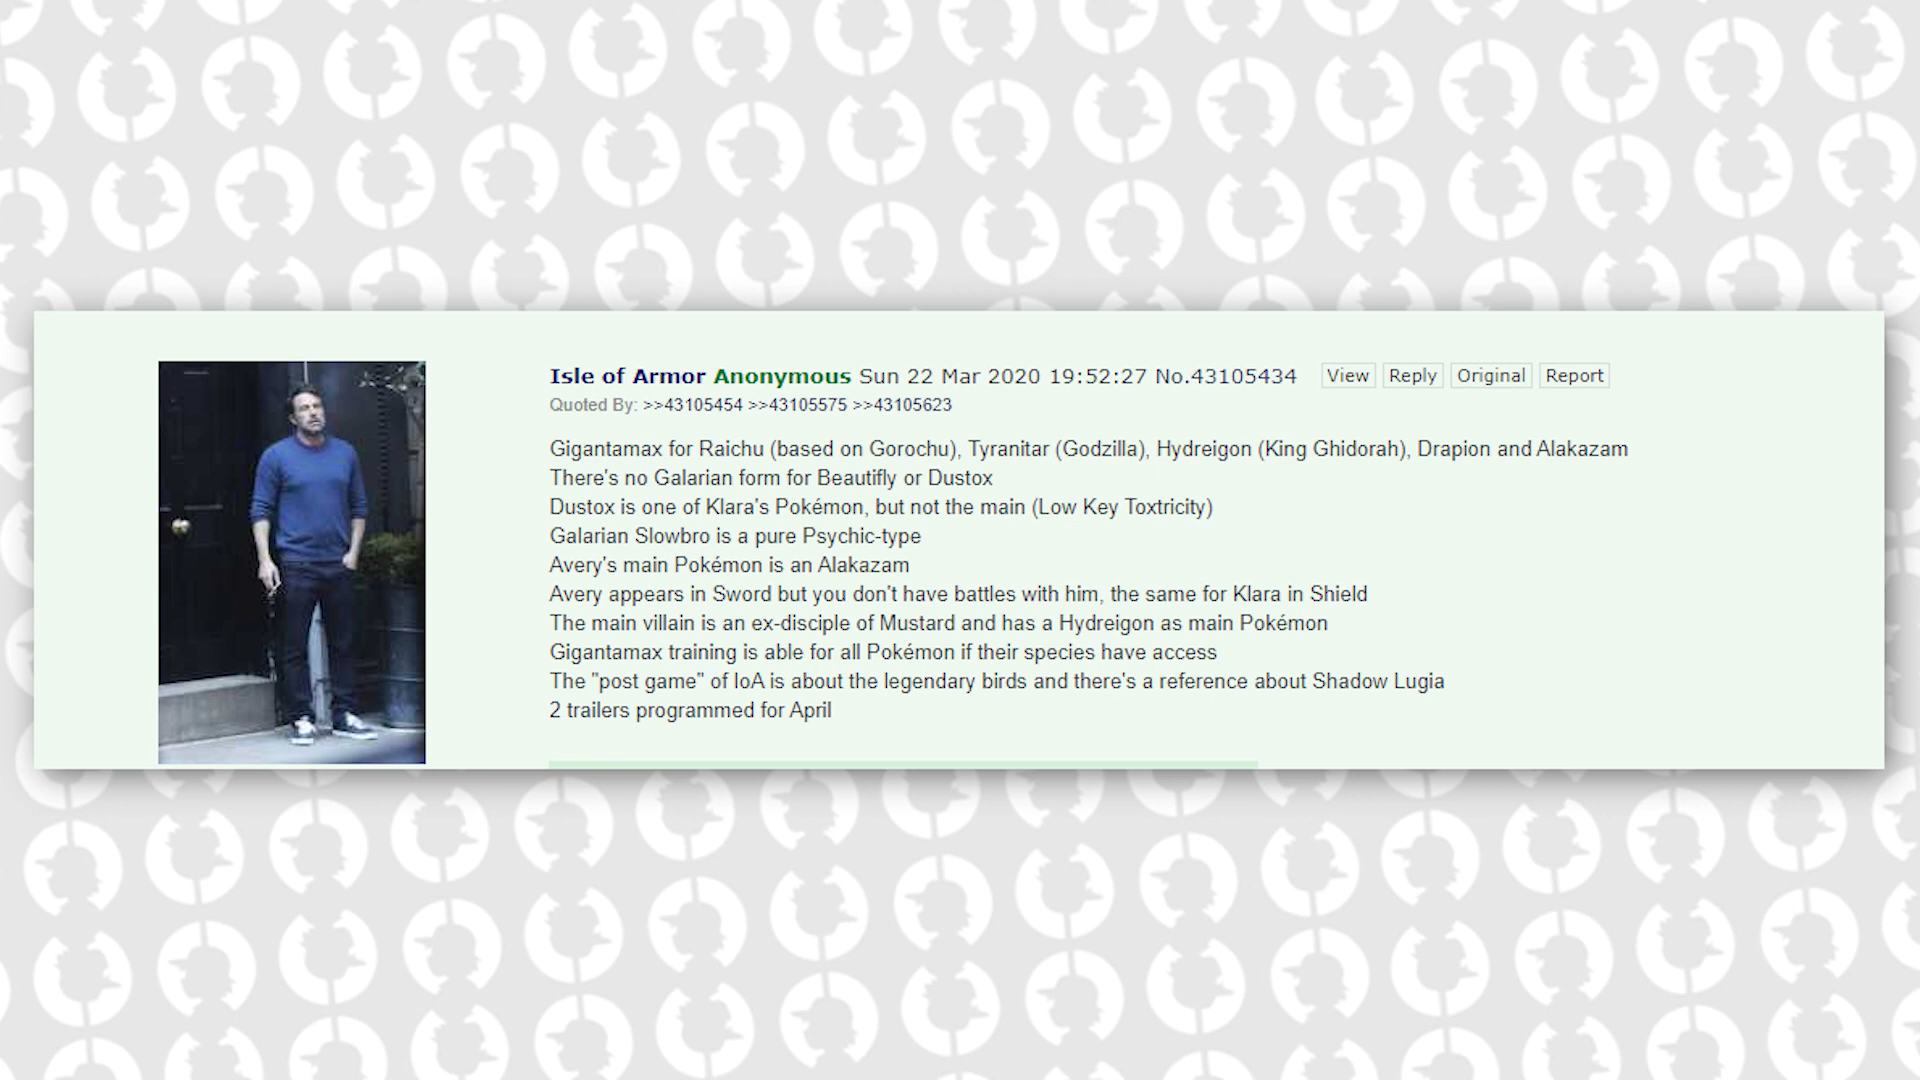 Isle of Armor Anonymous Sun 22 Mar 2020 19:52:27 No.43105434 View Reply Original Report
Quoted By: >>43105454 >>43105575 >>43105623
Gigantamax for Raichu (based on Gorochu), Tyranitar (Godzilla), Hydreigon (King Ghidorah), Drapion and Alakazam
There's no Galarian form for Beautifly or Dustox
Dustox is one of Klara's Pokémon, but not the main (Low Key Toxtricity)
Galarian Slowbro is a pure Psychic-type
Avery's main Pokémon is an Alakazam
Avery appears in Sword but you don't have battles with him, the same for Klara in Shield
The main villain is an ex-disciple of Mustard and has a Hydreigon as main Pokémon
Gigantamax training is able for all Pokémon if their species have access
The "post game" of IoA is about the legendary birds and there's a reference about Shadow Lugia
2 trailers programmed for April